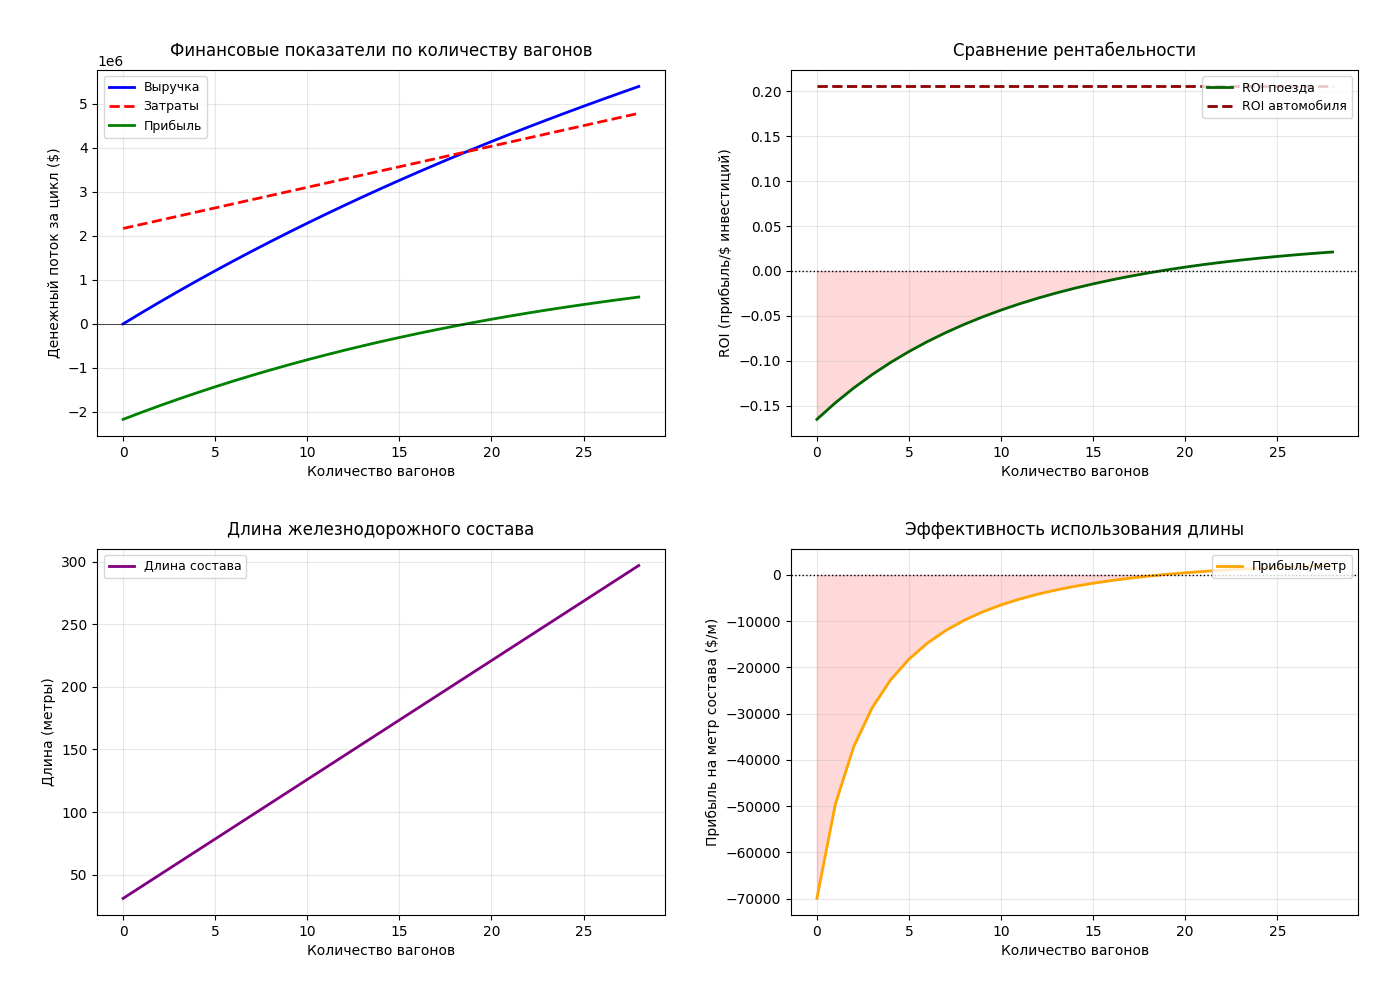 Финансовые показатели по количеству вагонов
1e6
Выручка
Затраты
Прибыль
5
4
3
2
1
0
−1
−2
Денежный поток за цикл ($)
0 5 10 15 20 25
Количество вагонов
Сравнение рентабельности
ROI поезда
ROI автомобиля
0.20
0.15
0.10
0.05
0.00
−0.05
−0.10
−0.15
ROI (прибыль/$ инвестиций)
0 5 10 15 20 25
Количество вагонов
Длина железнодорожного состава
Длина состава
300
250
200
150
100
50
Длина (метры)
0 5 10 15 20 25
Количество вагонов
Эффективность использования длины
Прибыль/метр
0
−10000
−20000
−30000
−40000
−50000
−60000
−70000
Прибыль на метр состава ($/м)
0 5 10 15 20 25
Количество вагонов